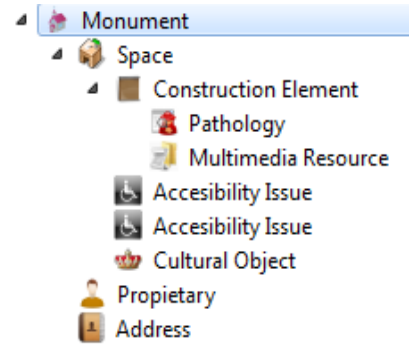 Monument
Space
Construction Element
Pathology
Multimedia Resource
Accesibility Issue
Accesibility Issue
Cultural Object
Propietary
Address